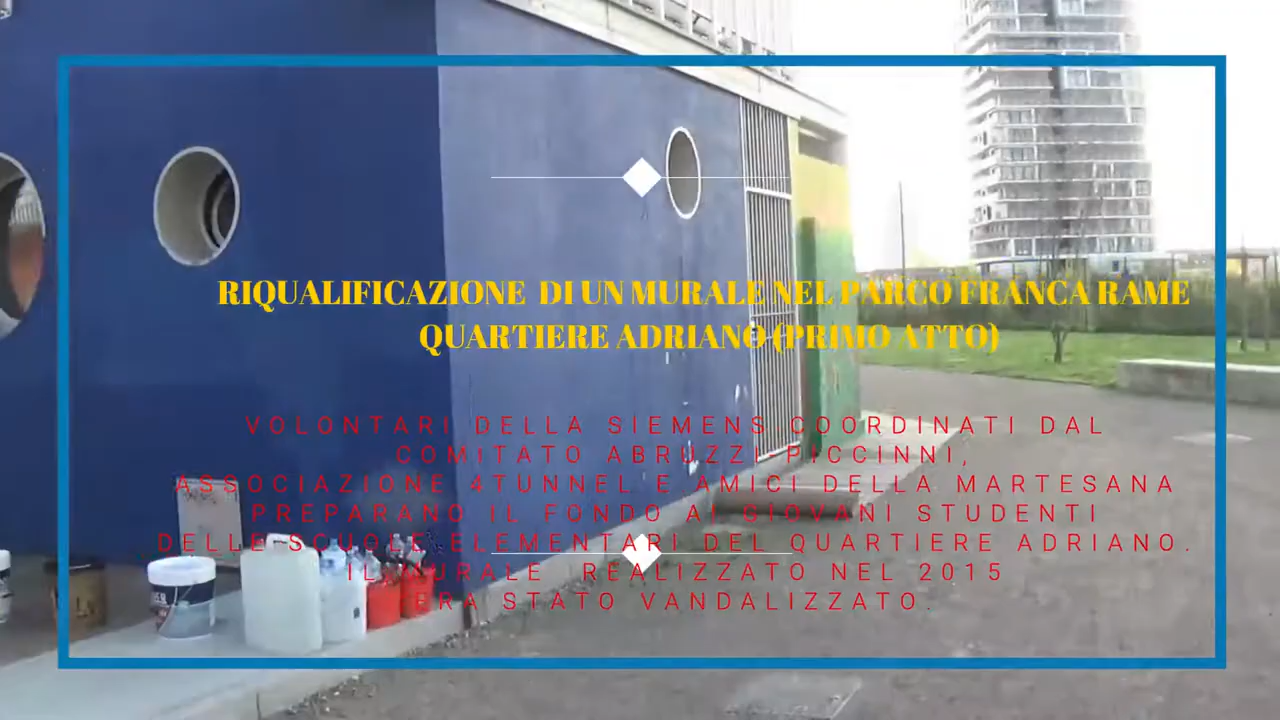 RIQUALIFICAZIONE DI UN MURALE NEL PARCO FRANCA RAME
QUARTIERE ADRIANO (PRIMO ATTO)
VOLONTARI DELLA SIEMENS COORDINATI DAL
COMITATO ABRUZZI-PICCINNI,
ASSOCIAZIONE 4TUNNEL E AMICI DELLA MARTESANA
PREPARANO IL FONDO AI GIOVANI STUDENTI
DELLE SCUOLE ELEMENTARI DEL QUARTIERE ADRIANO.
IL MURALE REALIZZATO NEL 2015
ERA STATO VANDALIZZATO.